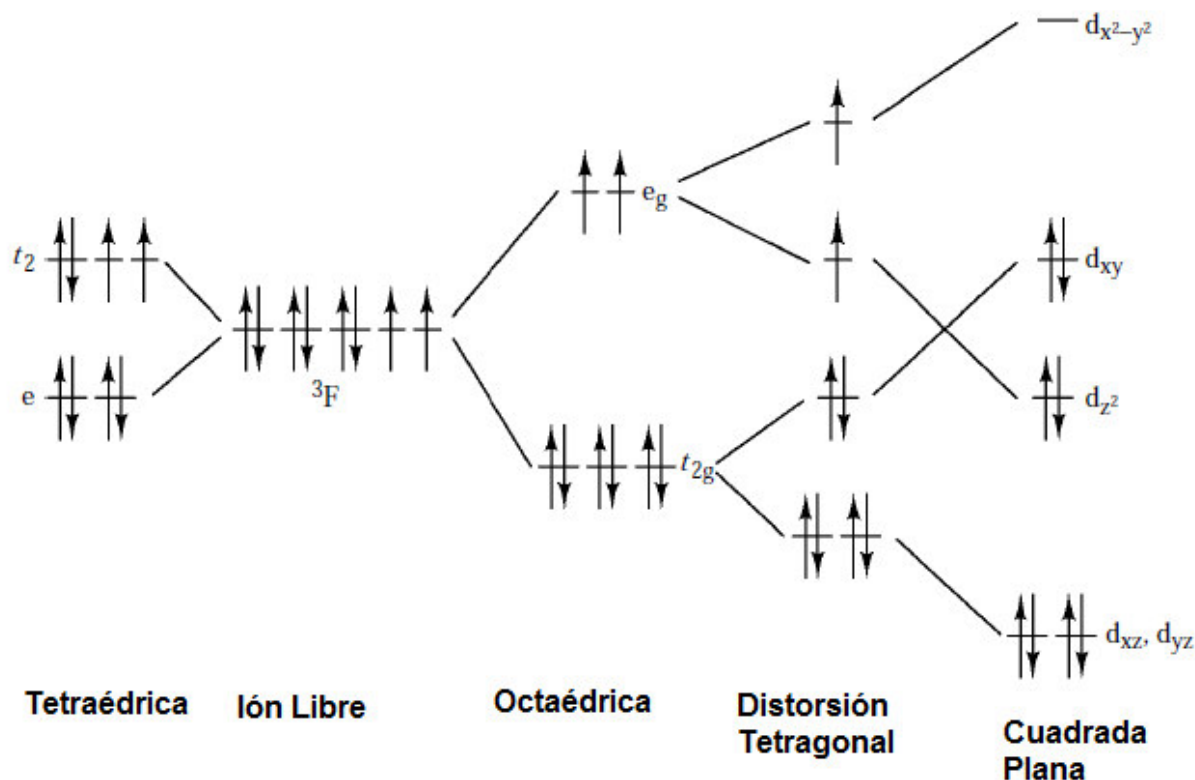 d_{x²−y²}
e_g
t_2
d_{xy}
e
³F
d_{z²}
t_{2g}
d_{xz}, d_{yz}
Tetraédrica
Ión Libre
Octaédrica
Distorsión
Tetragonal
Cuadrada
Plana